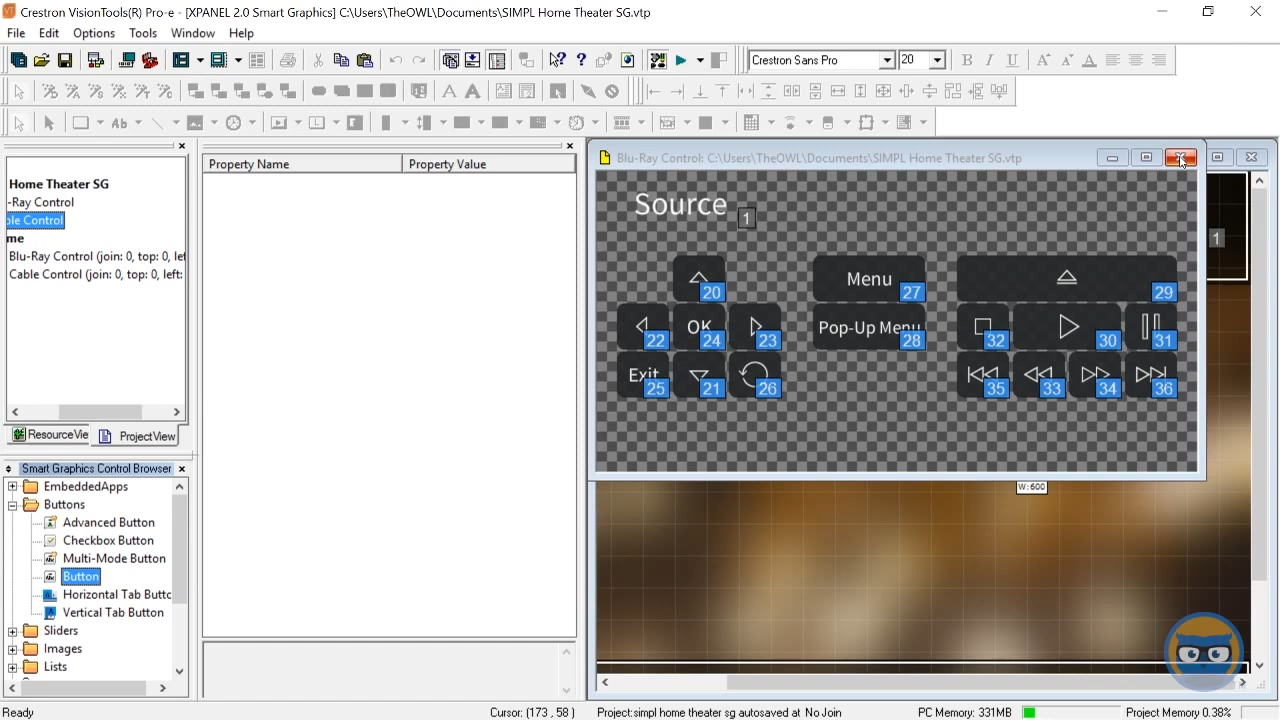 Crestron VisionTools(R) Pro-e - [XPANEL 2.0 Smart Graphics] C:\Users\TheOWL\Documents\SIMPL Home Theater SG.vtp
File Edit Options Tools Window Help
Crestron Sans Pro 20
Property Name Property Value
Home Theater SG
-Ray Control
ble Control
me
Blu-Ray Control (join: 0, top: 0, lef
Cable Control (join: 0, top: 0, left:
ResourceVie ProjectView
Smart Graphics Control Browser
EmbeddedApps
Buttons
Advanced Button
Checkbox Button
Multi-Mode Button
Button
Horizontal Tab Butto
Vertical Tab Button
Sliders
Images
Lists
Blu-Ray Control: C:\Users\TheOWL\Documents\SIMPL Home Theater SG.vtp
Source 1
1
20 Menu 27 29
22 OK 24 23 Pop-Up Menu 28 32 30 31
Exit 25 21 26 35 33 34 36
W:600
Ready Cursor: (173 , 58 ) Project:simpl home theater sg autosaved at No Join PC Memory: 331MB Project Memory 0.38%